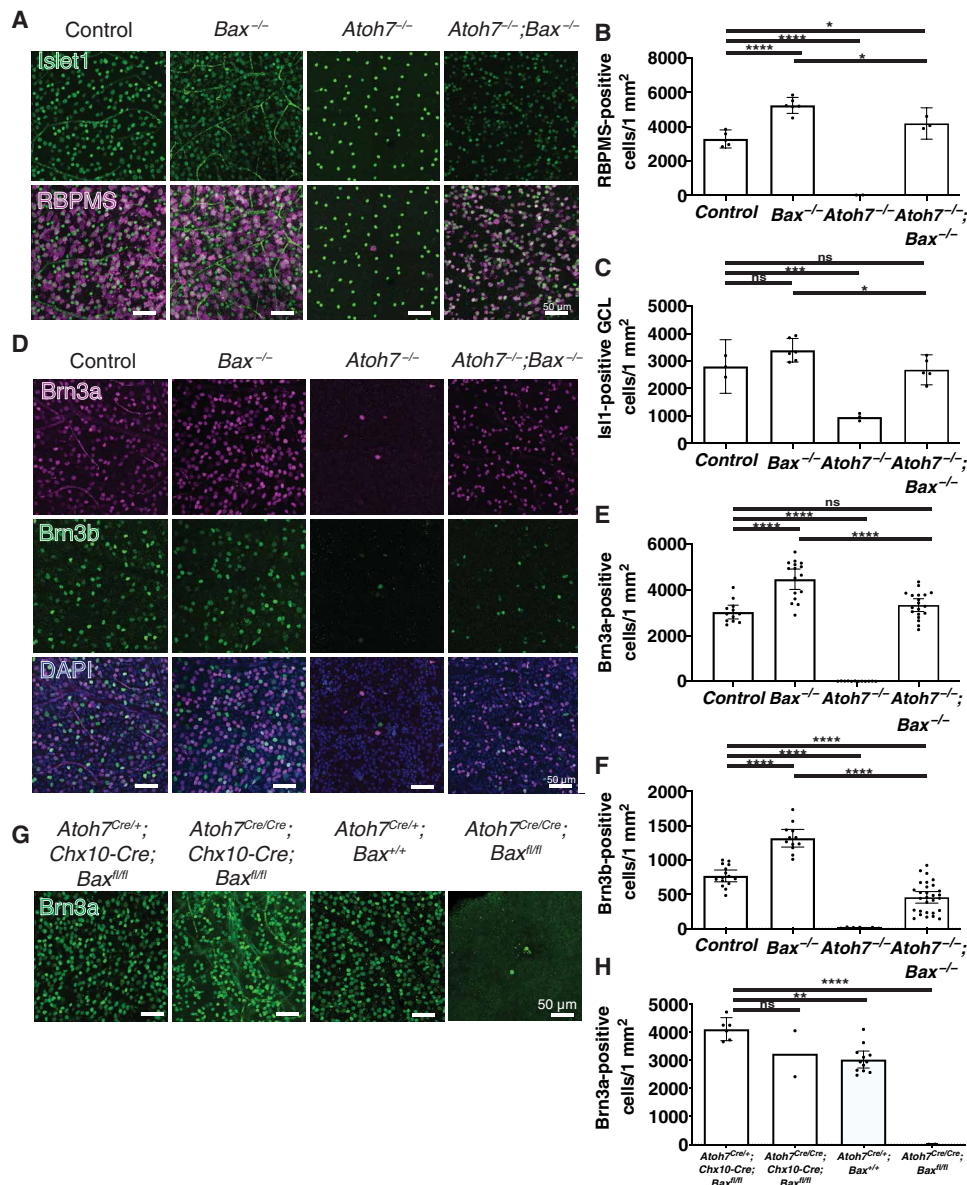 A
Control
Bax−/−
Atoh7−/−
Atoh7−/−;Bax−/−
Islet1
RBPMS
50 µm
B
*
****
****
*
RBPMS-positive
cells/1 mm2
8000
6000
4000
2000
0
Control
Bax−/−
Atoh7−/−
Atoh7−/−;
Bax−/−
C
ns
***
ns
*
Isl1-positive GCL
cells/1 mm2
5000
4000
3000
2000
1000
0
Control
Bax−/−
Atoh7−/−
Atoh7−/−;
Bax−/−
D
Control
Bax−/−
Atoh7−/−
Atoh7−/−;Bax−/−
Brn3a
Brn3b
DAPI
50 µm
E
ns
****
****
****
Brn3a-positive
cells/1 mm2
6000
4000
2000
0
Control
Bax−/−
Atoh7−/−
Atoh7−/−;
Bax−/−
F
****
****
****
****
Brn3b-positive
cells/1 mm2
2000
1500
1000
500
0
Control
Bax−/−
Atoh7−/−
Atoh7−/−;
Bax−/−
G
Atoh7Cre/+;
Chx10-Cre;
Baxfl/fl
Atoh7Cre/Cre;
Chx10-Cre;
Baxfl/fl
Atoh7Cre/+;
Bax+/+
Atoh7Cre/Cre;
Baxfl/fl
Brn3a
50 µm
H
****
**
ns
Brn3a-positive
cells/1 mm2
5000
4000
3000
2000
1000
0
Atoh7Cre/+;
Chx10-Cre;
Baxfl/fl
Atoh7Cre/Cre;
Chx10-Cre;
Baxfl/fl
Atoh7Cre/+;
Bax+/+
Atoh7Cre/Cre;
Baxfl/fl